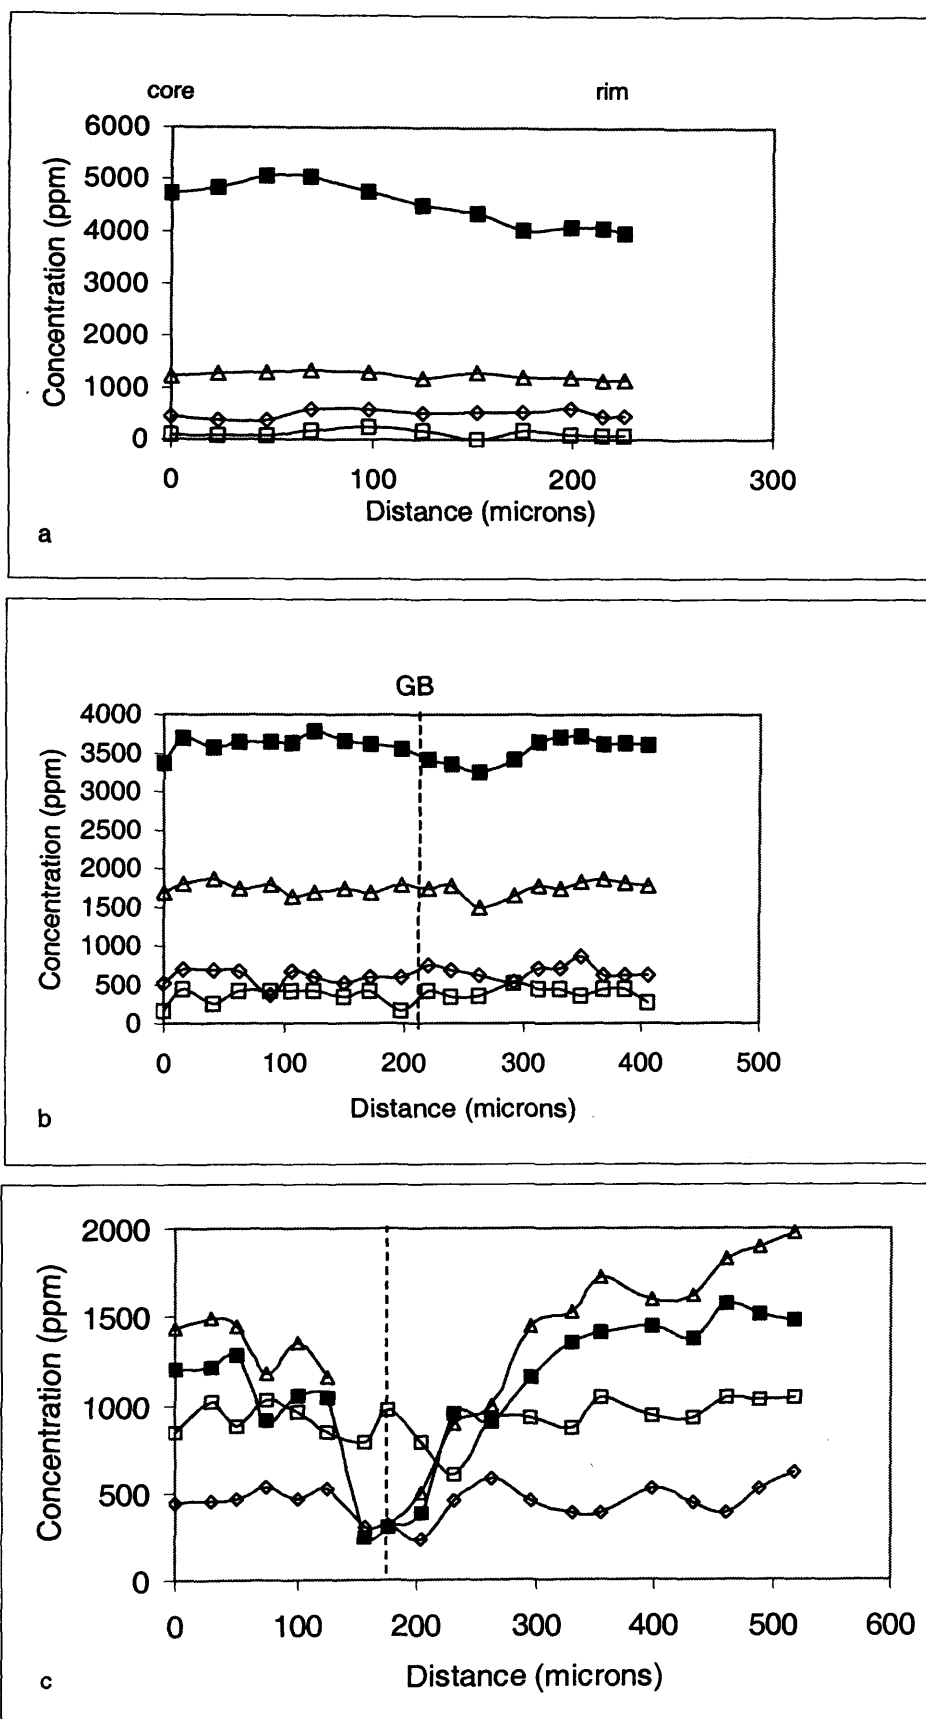 core rim
6000
5000
4000
3000
2000
1000
0
Concentration (ppm)
0 100 200 300
Distance (microns)
a
GB
4000
3500
3000
2500
2000
1500
1000
500
0
Concentration (ppm)
0 100 200 300 400 500
Distance (microns)
b
2000
1500
1000
500
0
Concentration (ppm)
0 100 200 300 400 500 600
Distance (microns)
c